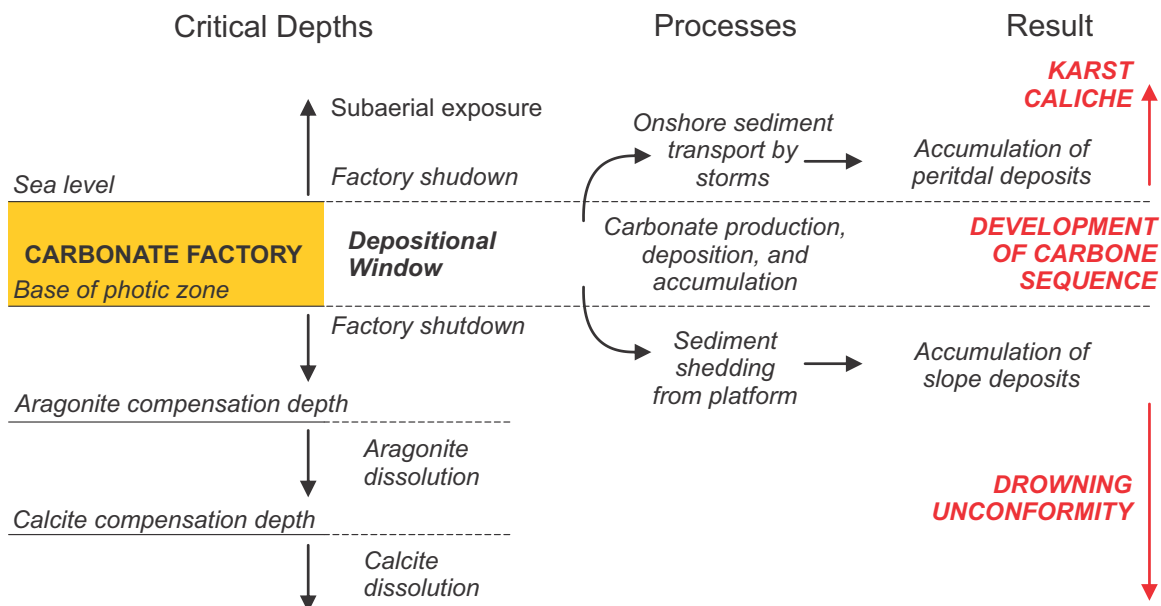 Critical Depths
Processes
Result
KARST
CALICHE
Subaerial exposure
Onshore sediment
transport by
storms
Accumulation of
peritdal deposits
Sea level
Factory shudown
CARBONATE FACTORY
Base of photic zone
Depositional
Window
Carbonate production,
deposition, and
accumulation
DEVELOPMENT
OF CARBONE
SEQUENCE
Factory shutdown
Sediment
shedding
from platform
Accumulation of
slope deposits
Aragonite compensation depth
Aragonite
dissolution
DROWNING
UNCONFORMITY
Calcite compensation depth
Calcite
dissolution